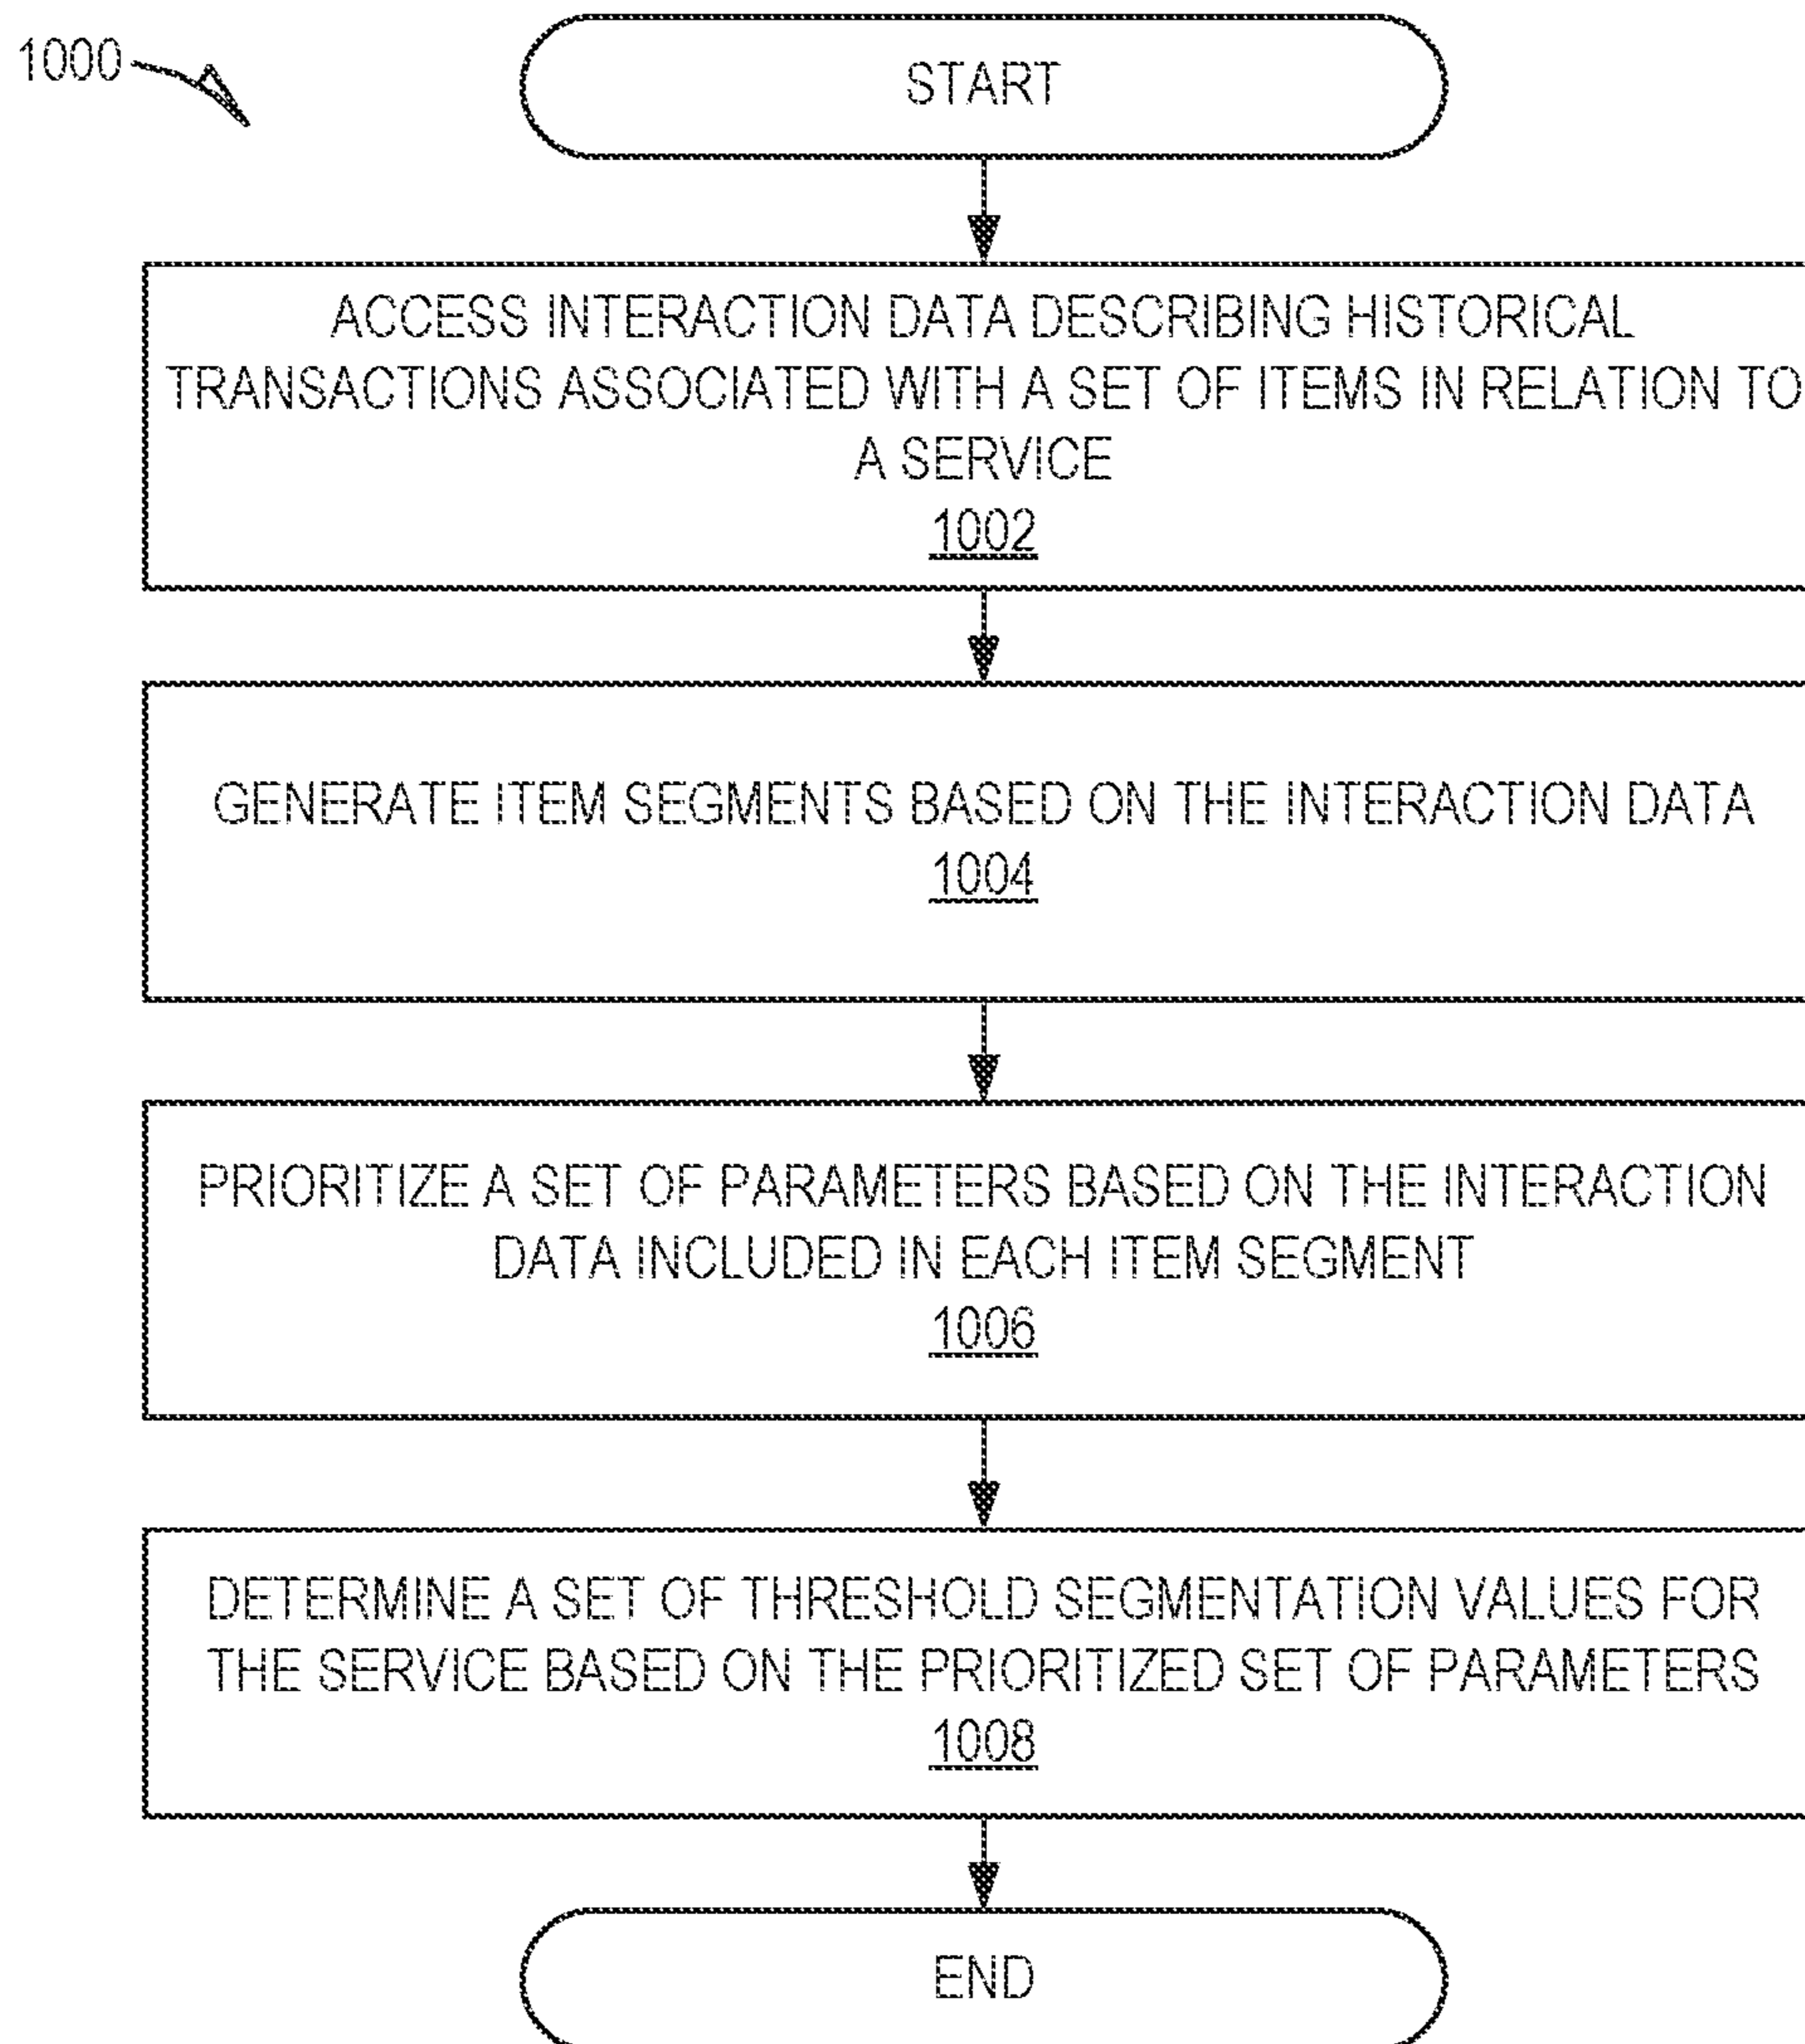 1000
START
ACCESS INTERACTION DATA DESCRIBING HISTORICAL
TRANSACTIONS ASSOCIATED WITH A SET OF ITEMS IN RELATION TO
A SERVICE
1002
GENERATE ITEM SEGMENTS BASED ON THE INTERACTION DATA
1004
PRIORITIZE A SET OF PARAMETERS BASED ON THE INTERACTION
DATA INCLUDED IN EACH ITEM SEGMENT
1006
DETERMINE A SET OF THRESHOLD SEGMENTATION VALUES FOR
THE SERVICE BASED ON THE PRIORITIZED SET OF PARAMETERS
1008
END